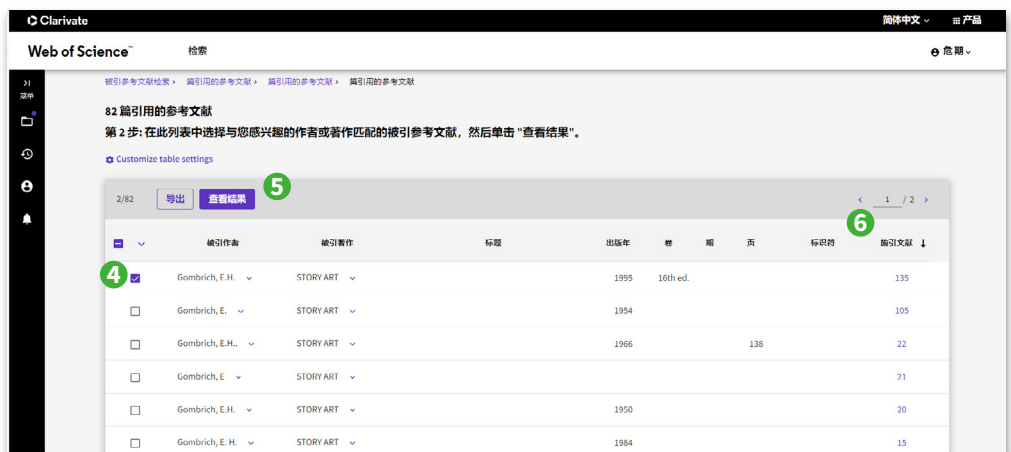 Clarivate 简体中文 产品
Web of Science™ 检索 危期
菜单
被引参考文献检索 › 篇引用的参考文献 › 篇引用的参考文献 › 篇引用的参考文献
82 篇引用的参考文献
第 2 步: 在此列表中选择与您感兴趣的作者或著作匹配的被引参考文献，然后单击 "查看结果"。
Customize table settings
2/82 导出 查看结果 5 < 1 / 2 >
6
被引作者 被引著作 标题 出版年 卷 期 页 标识符 施引文献 ↓
4 Gombrich, E.H. STORY ART 1995 16th ed. 135
Gombrich, E. STORY ART 1954 105
Gombrich, E.H.. STORY ART 1966 138 22
Gombrich, E STORY ART 21
Gombrich, E.H. STORY ART 1950 20
Gombrich, E. H. STORY ART 1984 15